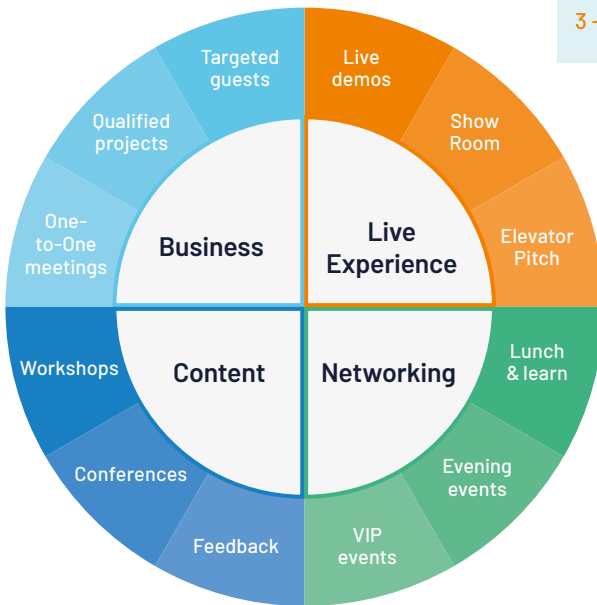 3 -
Targeted
guests
Live
demos
Qualified
projects
Show
Room
One-
to-One
meetings
Elevator
Pitch
Business
Live
Experience
Content
Networking
Workshops
Lunch
& learn
Conferences
Evening
events
Feedback
VIP
events